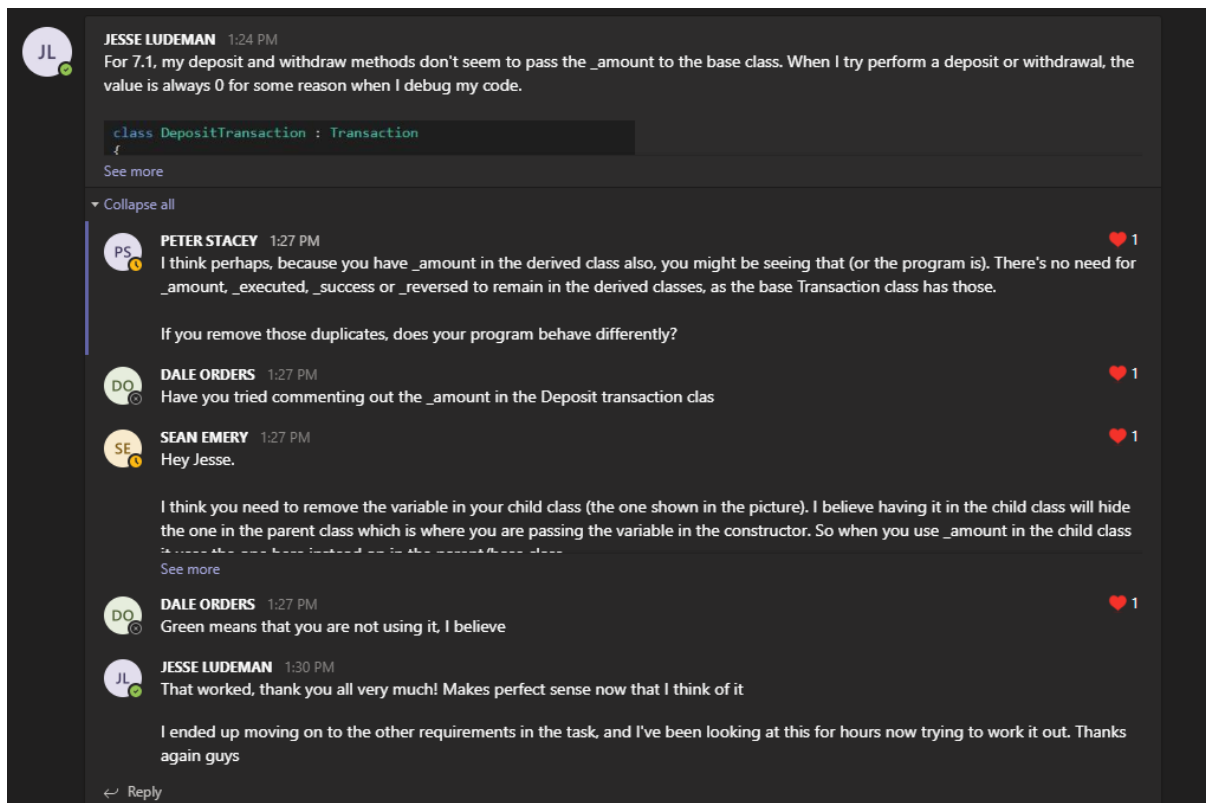 JL
JESSE LUDEMAN 1:24 PM
For 7.1, my deposit and withdraw methods don't seem to pass the _amount to the base class. When I try perform a deposit or withdrawal, the
value is always 0 for some reason when I debug my code.
class DepositTransaction : Transaction
{
See more
Collapse all
PS
PETER STACEY 1:27 PM
1
I think perhaps, because you have _amount in the derived class also, you might be seeing that (or the program is). There's no need for
_amount, _executed, _success or _reversed to remain in the derived classes, as the base Transaction class has those.
If you remove those duplicates, does your program behave differently?
DO
DALE ORDERS 1:27 PM
1
Have you tried commenting out the _amount in the Deposit transaction clas
SE
SEAN EMERY 1:27 PM
1
Hey Jesse.
I think you need to remove the variable in your child class (the one shown in the picture). I believe having it in the child class will hide
the one in the parent class which is where you are passing the variable in the constructor. So when you use _amount in the child class
See more
DO
DALE ORDERS 1:27 PM
1
Green means that you are not using it, I believe
JL
JESSE LUDEMAN 1:30 PM
That worked, thank you all very much! Makes perfect sense now that I think of it
I ended up moving on to the other requirements in the task, and I've been looking at this for hours now trying to work it out. Thanks
again guys
Reply